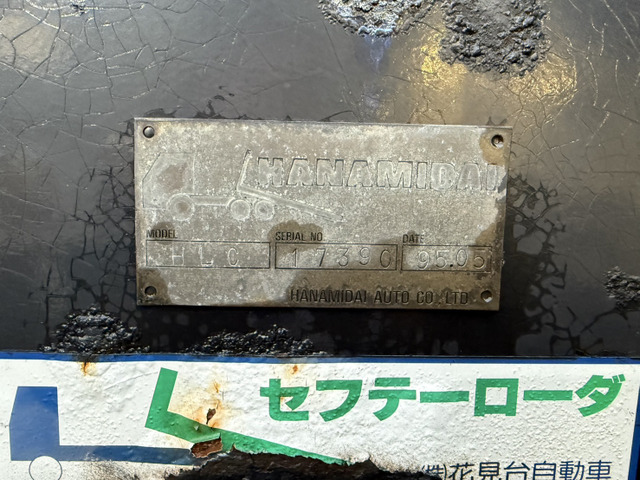 HANAMIDAI
MODEL SERIAL NO DATE
HLC 17390 95.05
HANAMIDAI AUTO CO.,LTD.
セフテーローダ
㈱花見台自動車